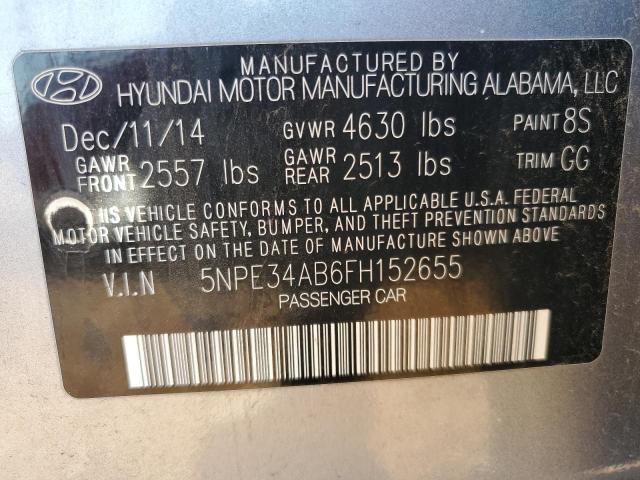 MANUFACTURED BY
HYUNDAI MOTOR MANUFACTURING ALABAMA, LLC
Dec/11/14 GVWR 4630 lbs PAINT 8S
GAWR FRONT 2557 lbs GAWR REAR 2513 lbs TRIM GG
HIS VEHICLE CONFORMS TO ALL APPLICABLE U.S.A. FEDERAL
MOTOR VEHICLE SAFETY, BUMPER, AND THEFT PREVENTION STANDARDS
IN EFFECT ON THE DATE OF MANUFACTURE SHOWN ABOVE
V.I.N 5NPE34AB6FH152655
PASSENGER CAR